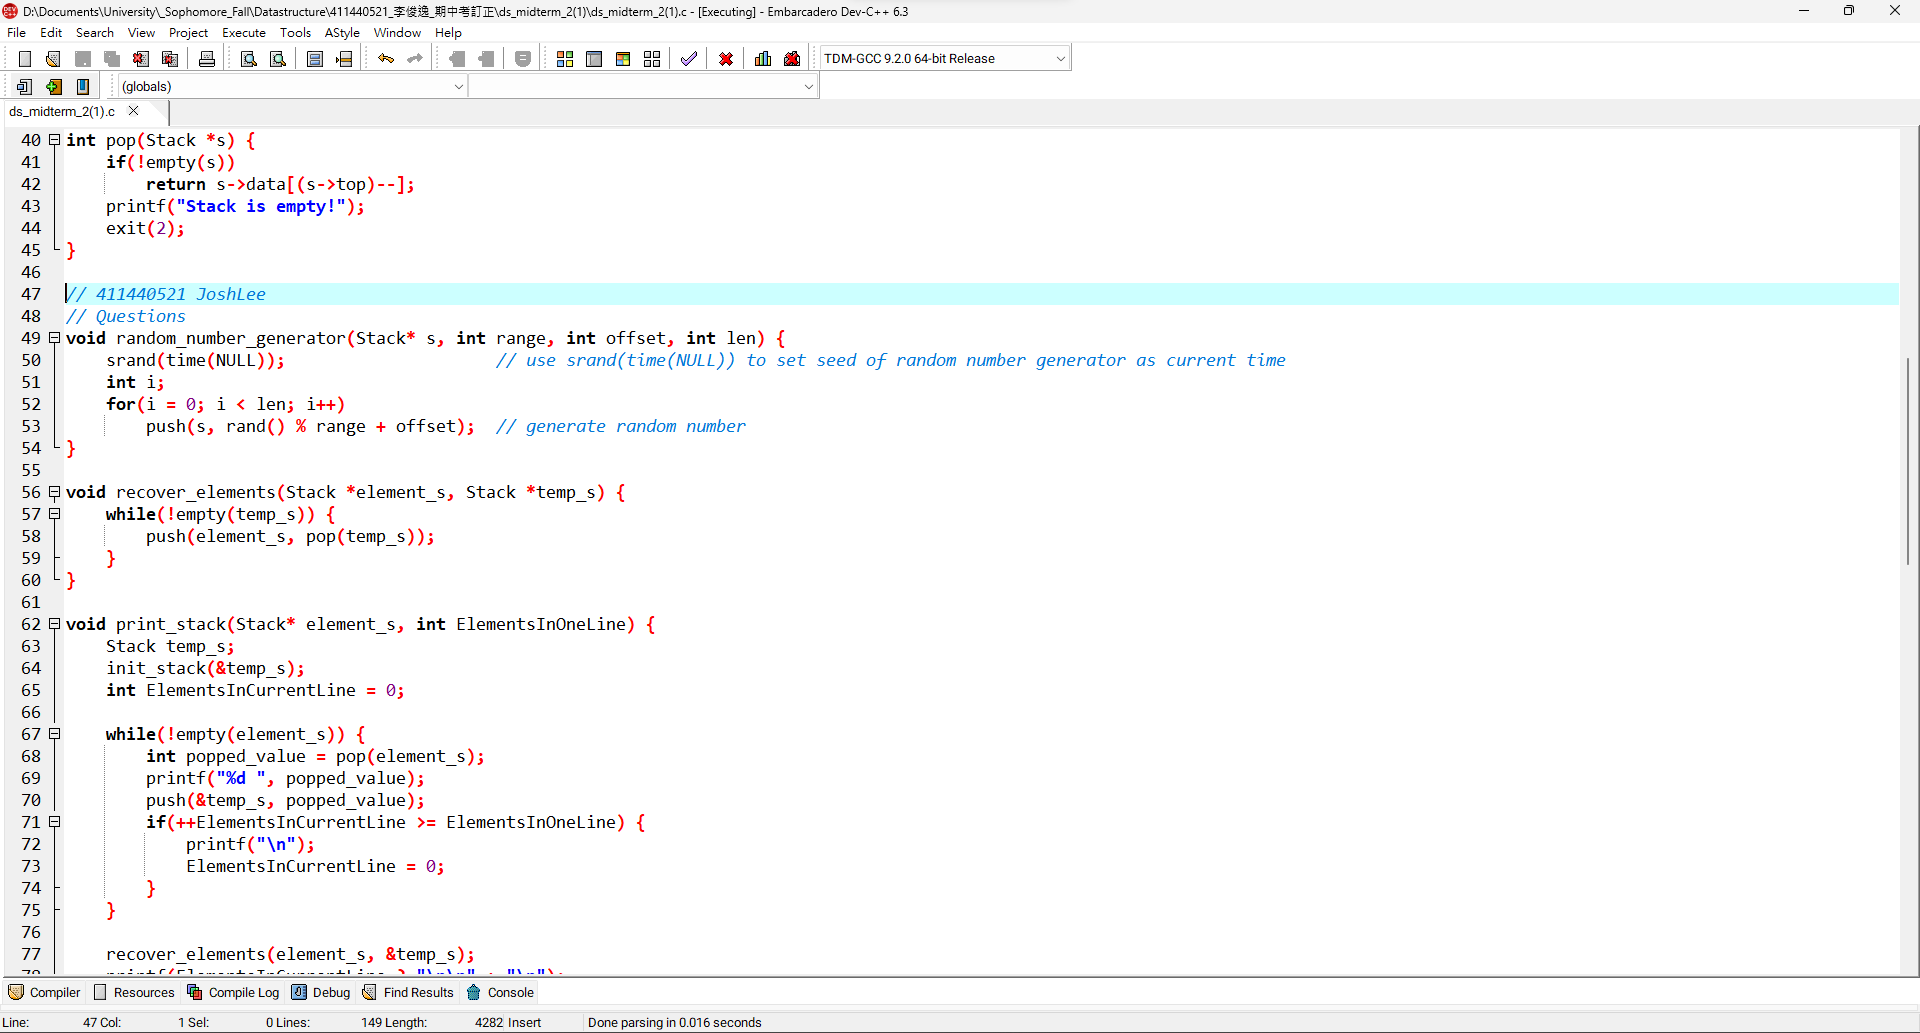 D:\Documents\University\_Sophomore_Fall\Datastructure\411440521_李俊逸_期中考訂正\ds_midterm_2(1)\ds_midterm_2(1).c - [Executing] - Embarcadero Dev-C++ 6.3
File Edit Search View Project Execute Tools AStyle Window Help
TDM-GCC 9.2.0 64-bit Release
(globals)
ds_midterm_2(1).c
40 int pop(Stack *s) {
41     if(!empty(s))
42         return s->data[(s->top)--];
43     printf("Stack is empty!");
44     exit(2);
45 }
46
47 // 411440521 JoshLee
48 // Questions
49 void random_number_generator(Stack* s, int range, int offset, int len) {
50     srand(time(NULL));                     // use srand(time(NULL)) to set seed of random number generator as current time
51     int i;
52     for(i = 0; i < len; i++)
53         push(s, rand() % range + offset);  // generate random number
54 }
55
56 void recover_elements(Stack *element_s, Stack *temp_s) {
57     while(!empty(temp_s)) {
58         push(element_s, pop(temp_s));
59     }
60 }
61
62 void print_stack(Stack* element_s, int ElementsInOneLine) {
63     Stack temp_s;
64     init_stack(&temp_s);
65     int ElementsInCurrentLine = 0;
66
67     while(!empty(element_s)) {
68         int popped_value = pop(element_s);
69         printf("%d ", popped_value);
70         push(&temp_s, popped_value);
71         if(++ElementsInCurrentLine >= ElementsInOneLine) {
72             printf("\n");
73             ElementsInCurrentLine = 0;
74         }
75     }
76
77     recover_elements(element_s, &temp_s);
Compiler Resources Compile Log Debug Find Results Console
Line: 47 Col: 1 Sel: 0 Lines: 149 Length: 4282 Insert Done parsing in 0.016 seconds